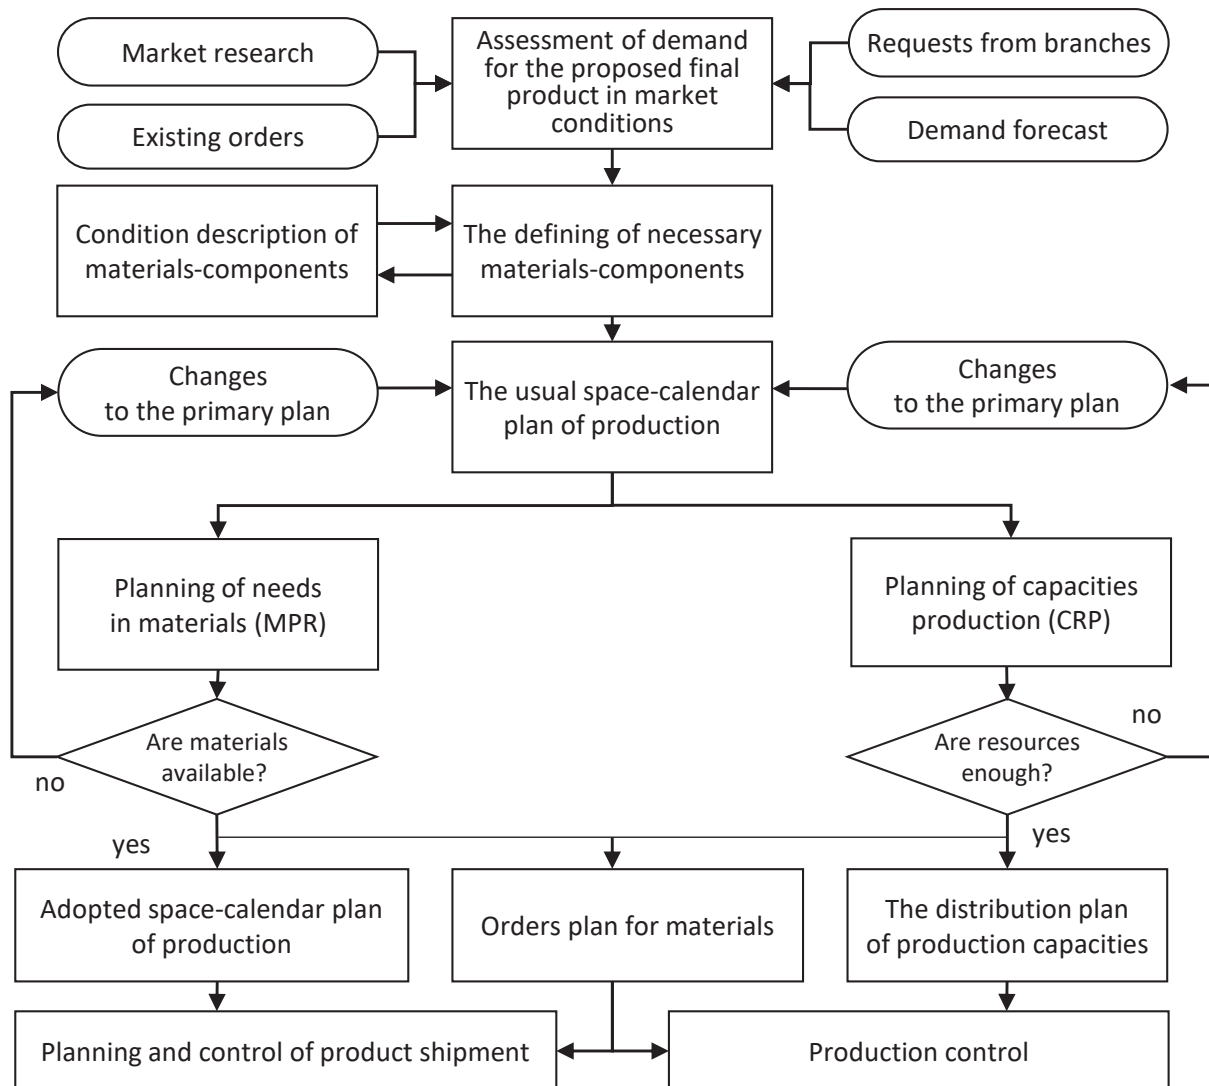 Market research
Assessment of demand
for the proposed final
product in market
conditions
Requests from branches
Existing orders
Demand forecast
Condition description of
materials-components
The defining of necessary
materials-components
Changes
to the primary plan
The usual space-calendar
plan of production
Changes
to the primary plan
Planning of needs
in materials (MPR)
Planning of capacities
production (CRP)
Are materials
available?
no
Are resources
enough?
no
yes
yes
Adopted space-calendar plan
of production
Orders plan for materials
The distribution plan
of production capacities
Planning and control of product shipment
Production control